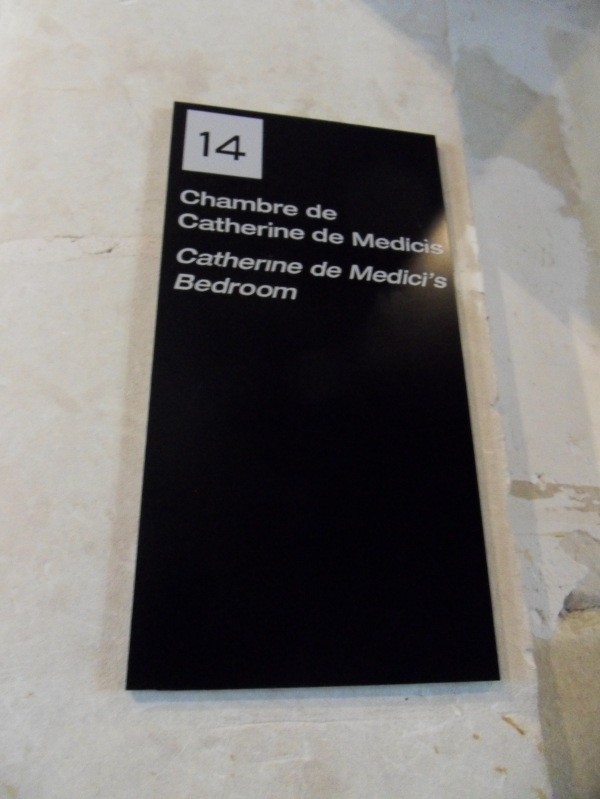 14
Chambre de
Catherine de Medicis
Catherine de Medici's
Bedroom